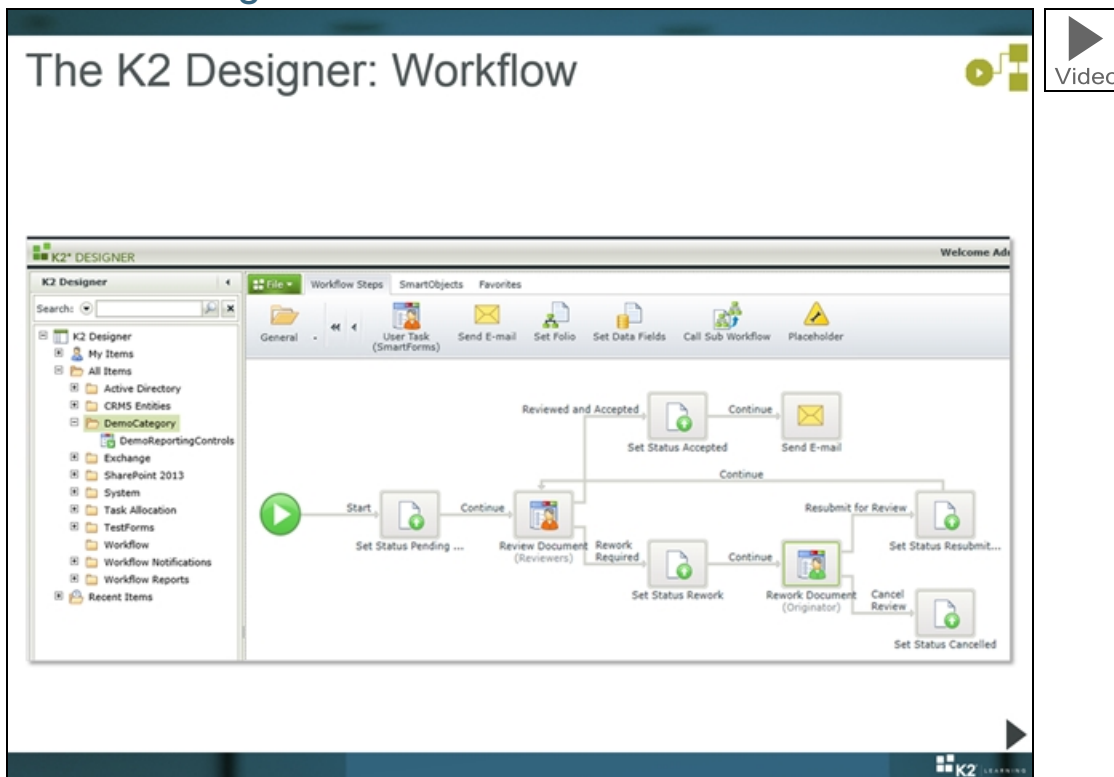 The K2 Designer: Workflow
Video
K2* DESIGNER
Welcome
K2 Designer
File
Workflow Steps
SmartObjects
Favorites
Search:
K2 Designer
My Items
All Items
Active Directory
CRM5 Entities
DemoCategory
DemoReportingControls
Exchange
SharePoint 2013
System
Task Allocation
TestForms
Workflow
Workflow Notifications
Workflow Reports
Recent Items
General
User Task
(SmartForms)
Send E-mail
Set Folio
Set Data Fields
Call Sub Workflow
Placeholder
Reviewed and Accepted
Continue
Set Status Accepted
Send E-mail
Continue
Start
Continue
Resubmit for Review
Set Status Pending ...
Review Document
(Reviewers)
Rework
Required
Continue
Set Status Resubmit...
Set Status Rework
Rework Document
(Originator)
Cancel
Review
Set Status Cancelled
K2 LEARNING